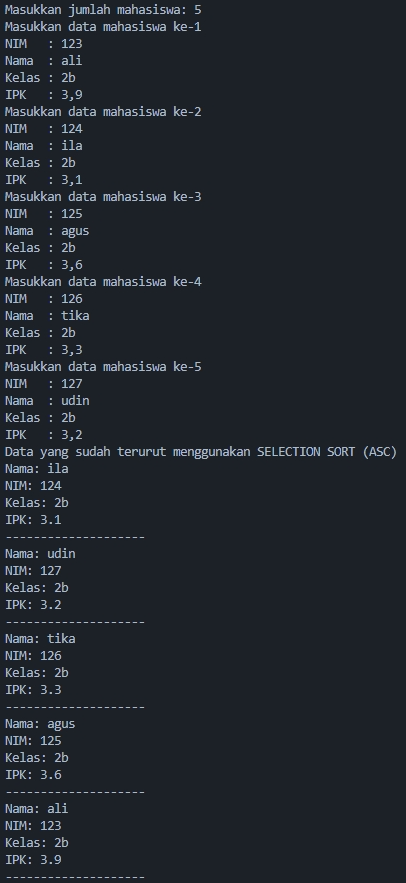 Masukkan jumlah mahasiswa: 5
Masukkan data mahasiswa ke-1
NIM   : 123
Nama  : ali
Kelas : 2b
IPK   : 3,9
Masukkan data mahasiswa ke-2
NIM   : 124
Nama  : ila
Kelas : 2b
IPK   : 3,1
Masukkan data mahasiswa ke-3
NIM   : 125
Nama  : agus
Kelas : 2b
IPK   : 3,6
Masukkan data mahasiswa ke-4
NIM   : 126
Nama  : tika
Kelas : 2b
IPK   : 3,3
Masukkan data mahasiswa ke-5
NIM   : 127
Nama  : udin
Kelas : 2b
IPK   : 3,2
Data yang sudah terurut menggunakan SELECTION SORT (ASC)
Nama: ila
NIM: 124
Kelas: 2b
IPK: 3.1
--------------------
Nama: udin
NIM: 127
Kelas: 2b
IPK: 3.2
--------------------
Nama: tika
NIM: 126
Kelas: 2b
IPK: 3.3
--------------------
Nama: agus
NIM: 125
Kelas: 2b
IPK: 3.6
--------------------
Nama: ali
NIM: 123
Kelas: 2b
IPK: 3.9
--------------------